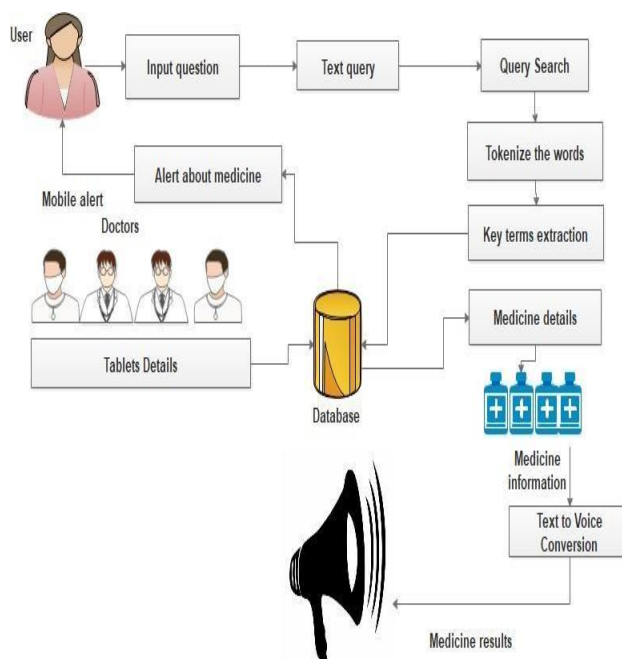 User
Input question
Text query
Query Search
Tokenize the words
Alert about medicine
Mobile alert
Doctors
Key terms extraction
Medicine details
Tablets Details
Database
Medicine
information
Text to Voice
Conversion
Medicine results